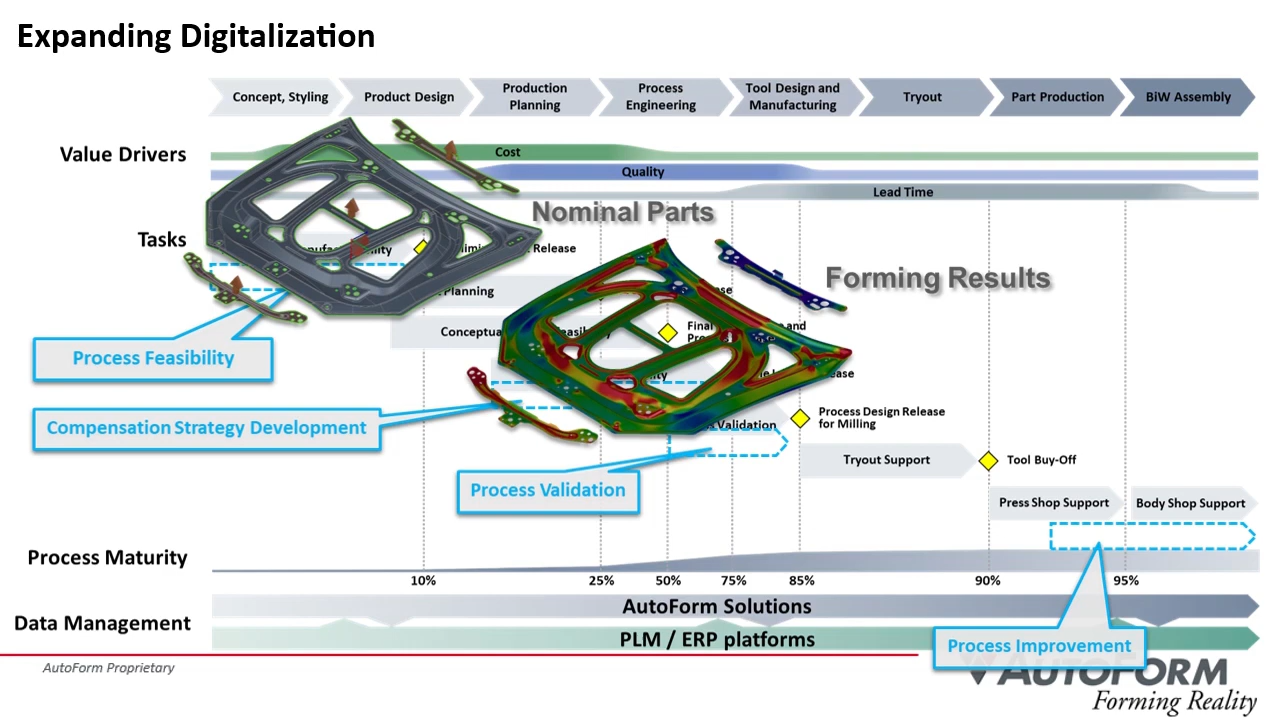 Expanding Digitalization
Concept, Styling
Product Design
Production
Planning
Process
Engineering
Tool Design and
Manufacturing
Tryout
Part Production
BiW Assembly
Value Drivers
Cost
Quality
Lead Time
Nominal Parts
Tasks
Release
Forming Results
Planning
Final
and
Process Feasibility
Compensation Strategy Development
Validation
Process Design Release
for Milling
Tryout Support
Tool Buy-Off
Process Validation
Press Shop Support
Body Shop Support
Process Maturity
10%
25%
50%
75%
85%
90%
95%
AutoForm Solutions
Data Management
PLM / ERP platforms
Process Improvement
AutoForm Proprietary
AUTOFORM
Forming Reality